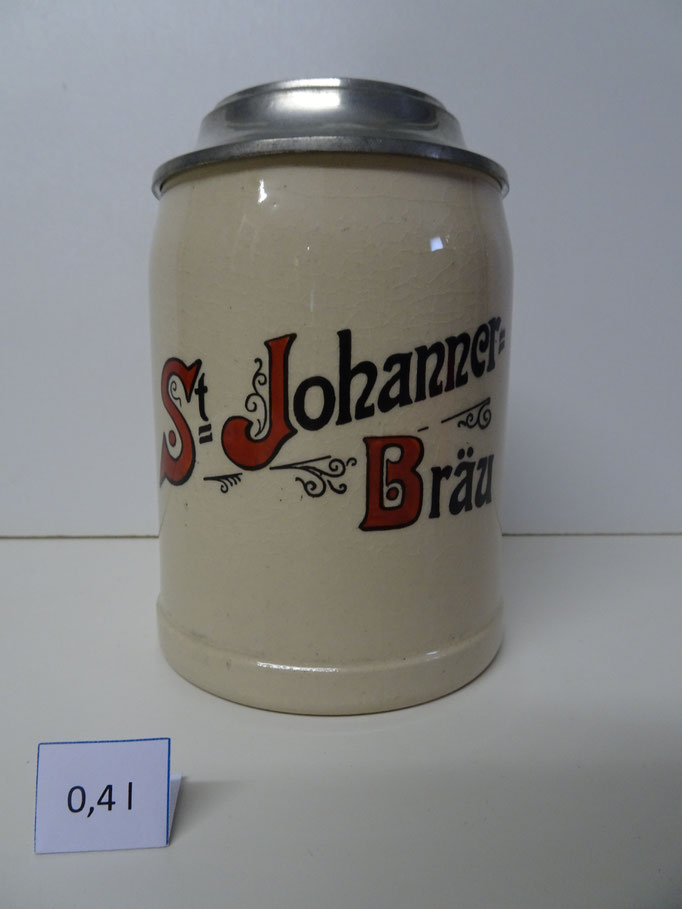 St= Johanner=
Bräu
0,4 l